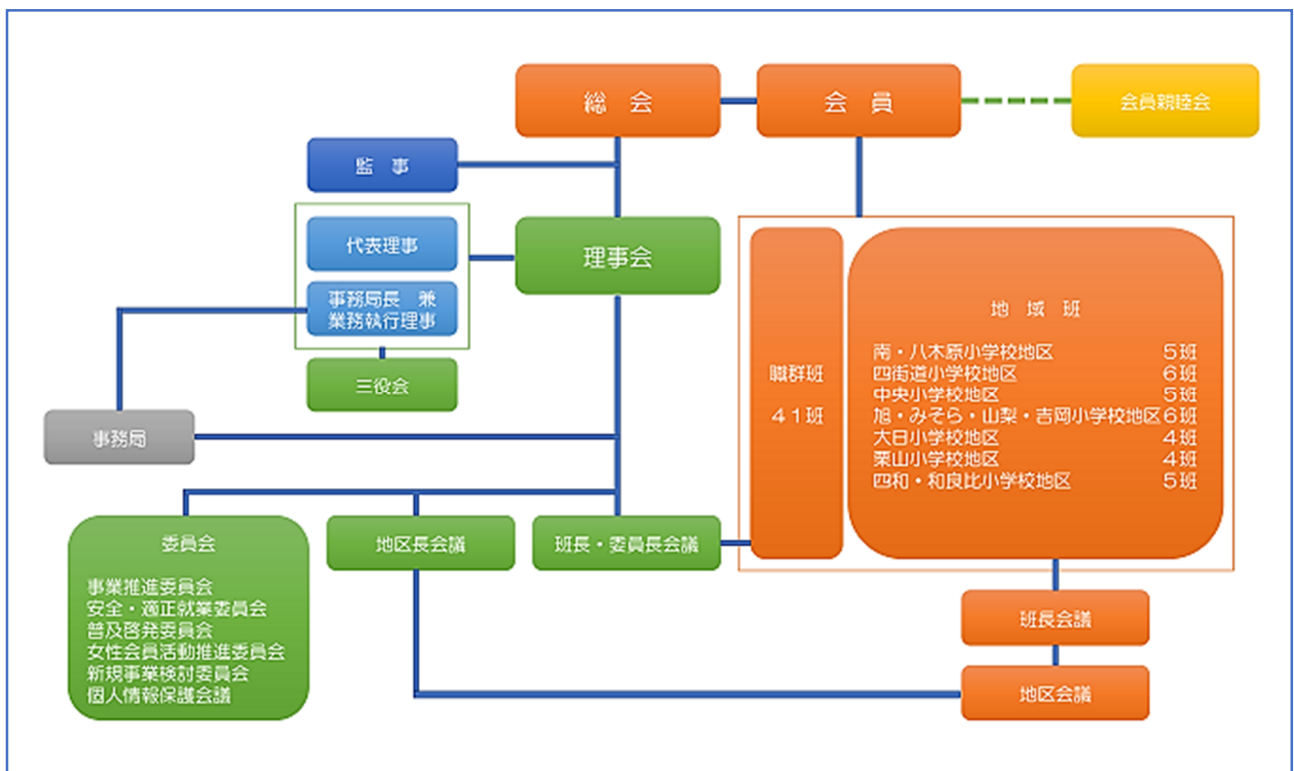 総　会
会　員
会員親睦会
監　事
代表理事
事務局長　兼
業務執行理事
三役会
理事会
事務局
職群班
４１班
地　域　班
南・八木原小学校地区　5班
四街道小学校地区　6班
中央小学校地区　5班
旭・みそら・山梨・吉岡小学校地区6班
大日小学校地区　4班
栗山小学校地区　4班
四和・和良比小学校地区　5班
委員会
事業推進委員会
安全・適正就業委員会
普及啓発委員会
女性会員活動推進委員会
新規事業検討委員会
個人情報保護会議
地区長会議
班長・委員長会議
班長会議
地区会議